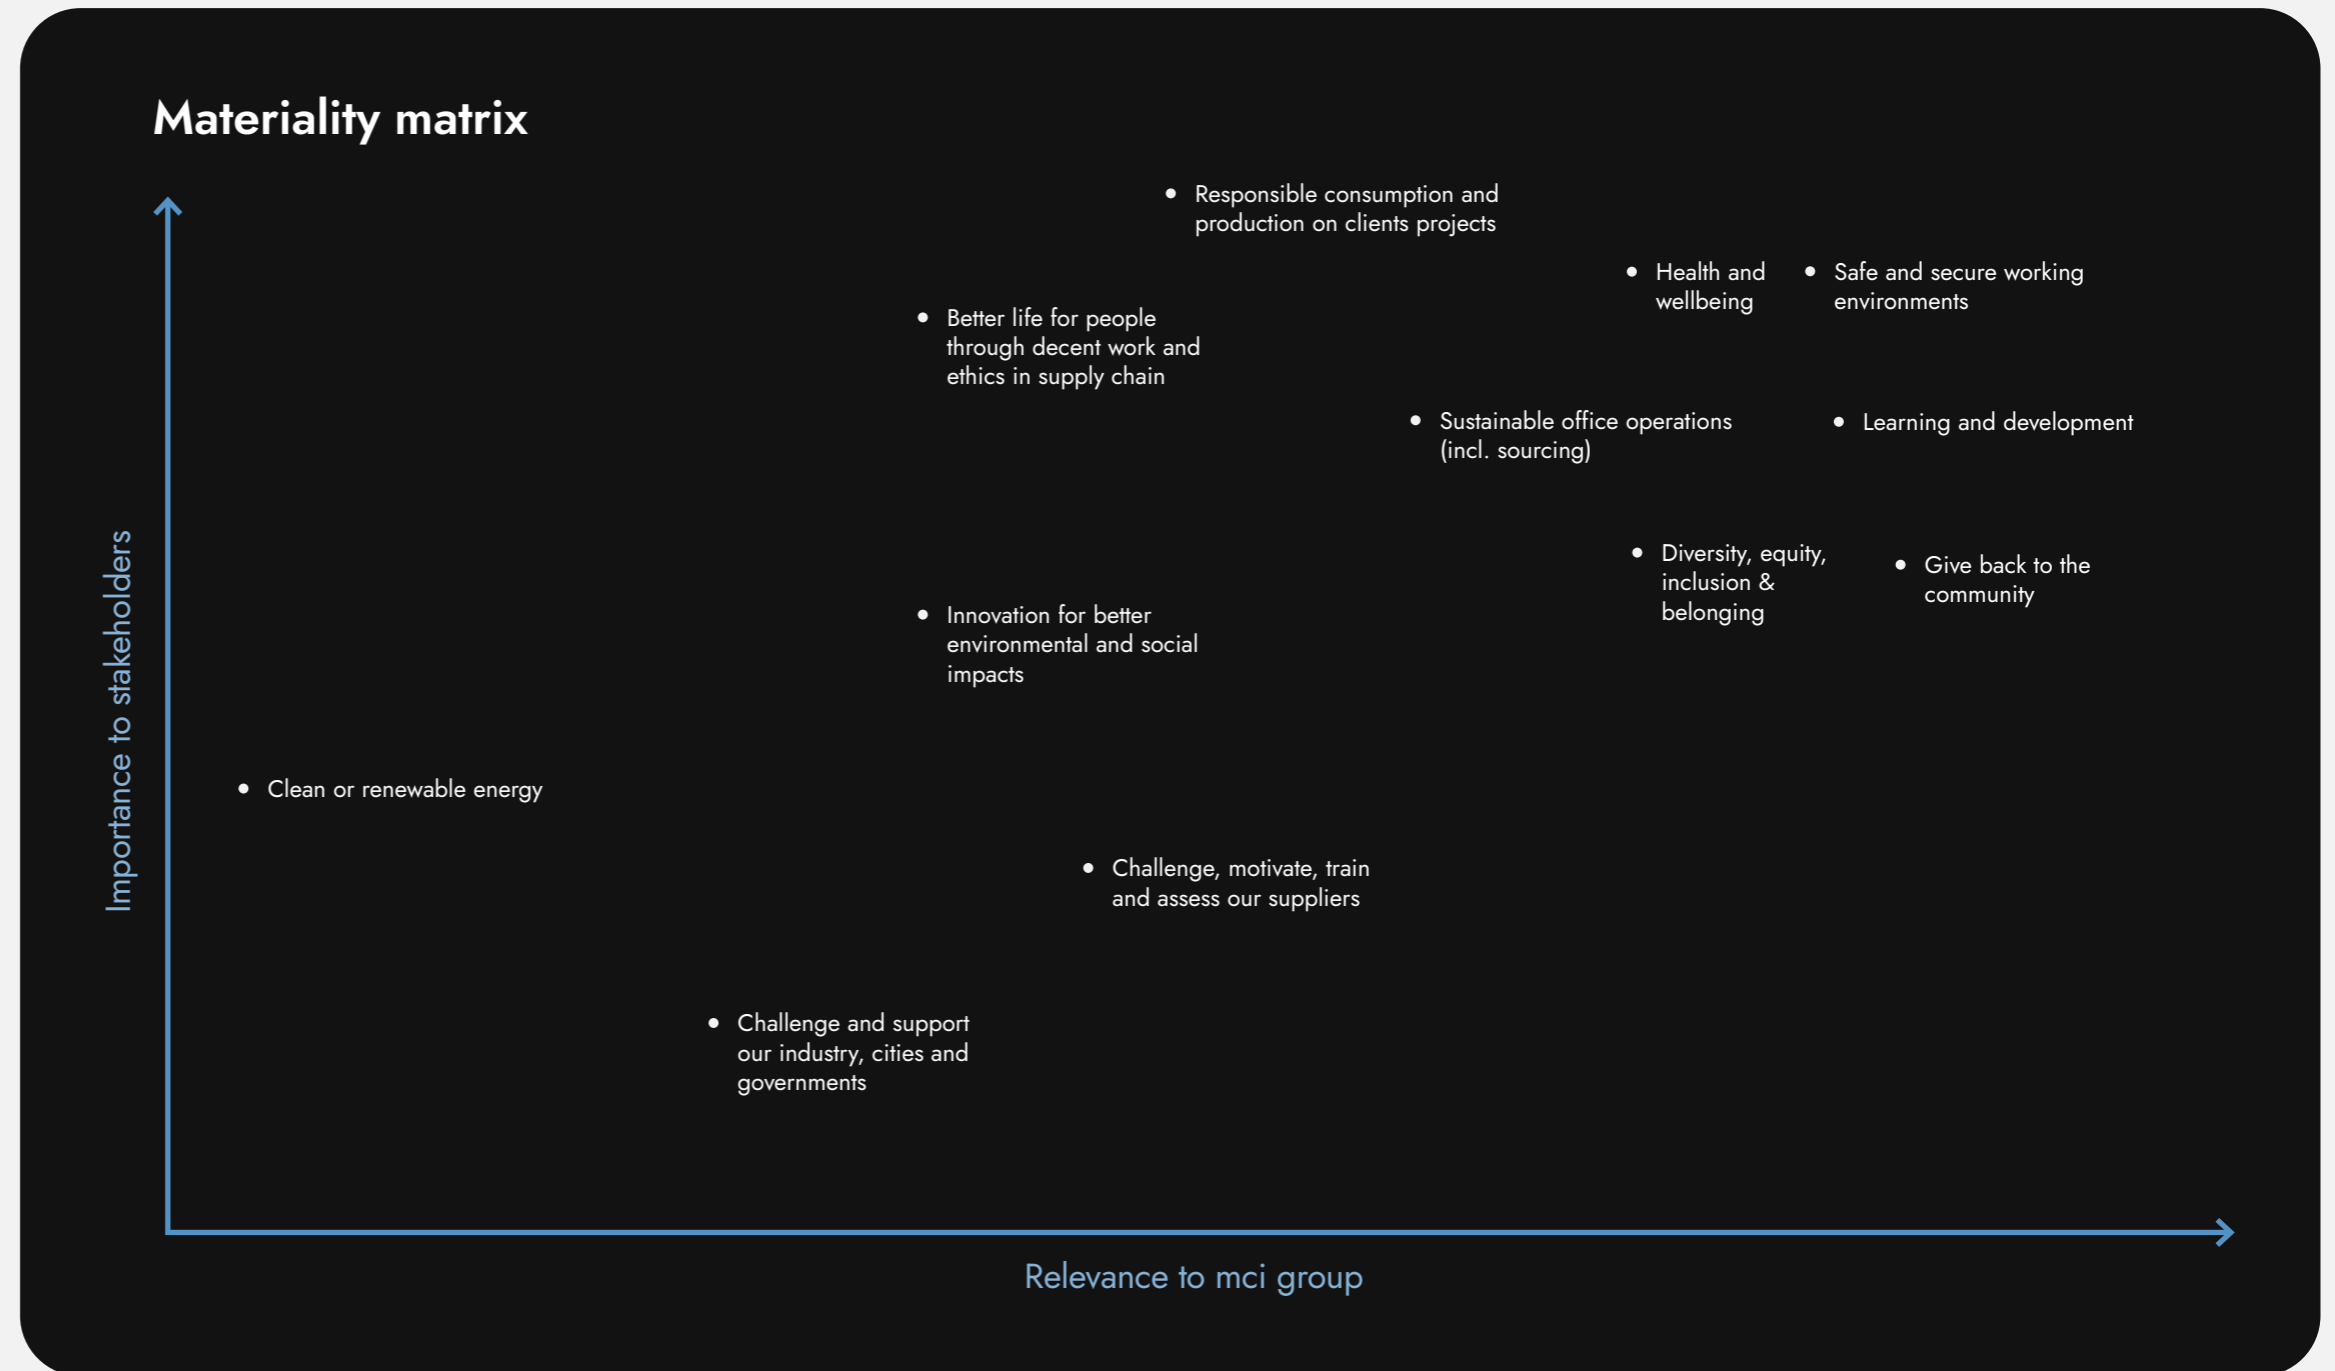 Materiality matrix
Responsible consumption and
production on clients projects
Health and
wellbeing
Safe and secure working
environments
Better life for people
through decent work and
ethics in supply chain
Sustainable office operations
(incl. sourcing)
Learning and development
Diversity, equity,
inclusion &
belonging
Give back to the
community
Innovation for better
environmental and social
impacts
Importance to stakeholders
Clean or renewable energy
Challenge, motivate, train
and assess our suppliers
Challenge and support
our industry, cities and
governments
Relevance to mci group